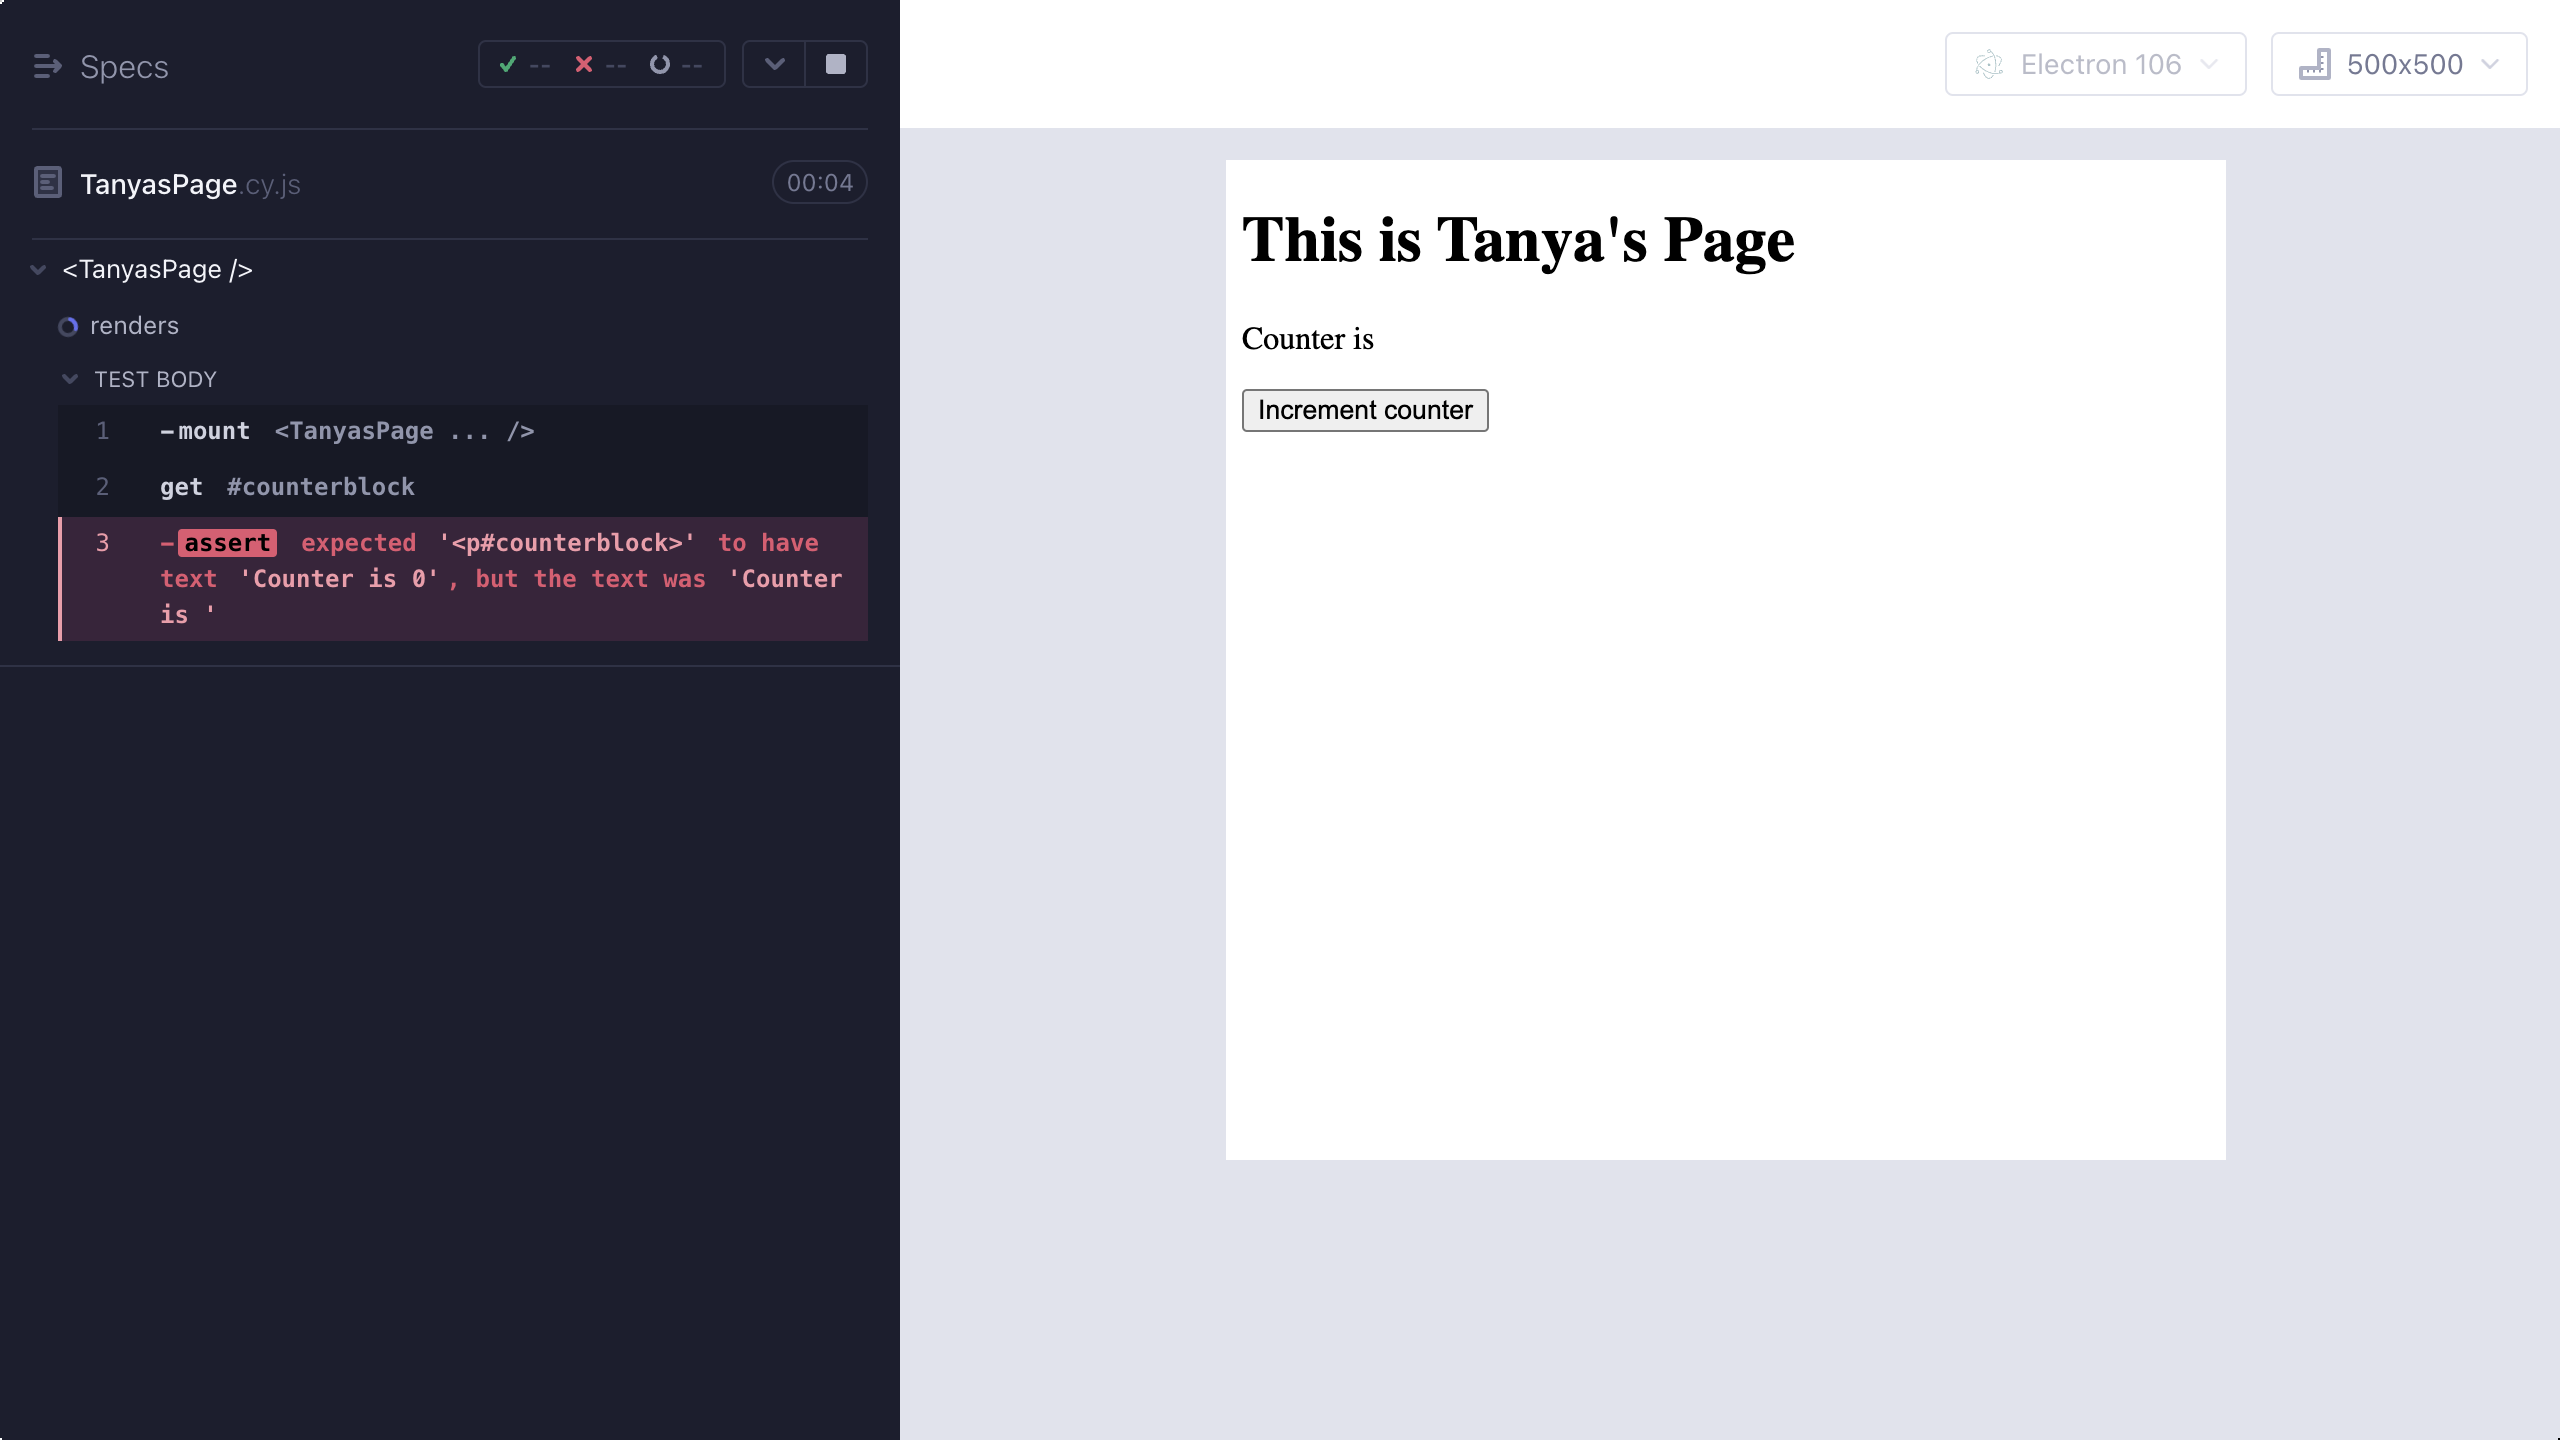 Specs
-- -- --
Electron 106
500x500
TanyasPage.cy.js
00:04
<TanyasPage />
renders
TEST BODY
1 -mount <TanyasPage ... />
2 get #counterblock
3 -assert expected '<p#counterblock>' to have
text 'Counter is 0', but the text was 'Counter
is '
This is Tanya's Page
Counter is
Increment counter